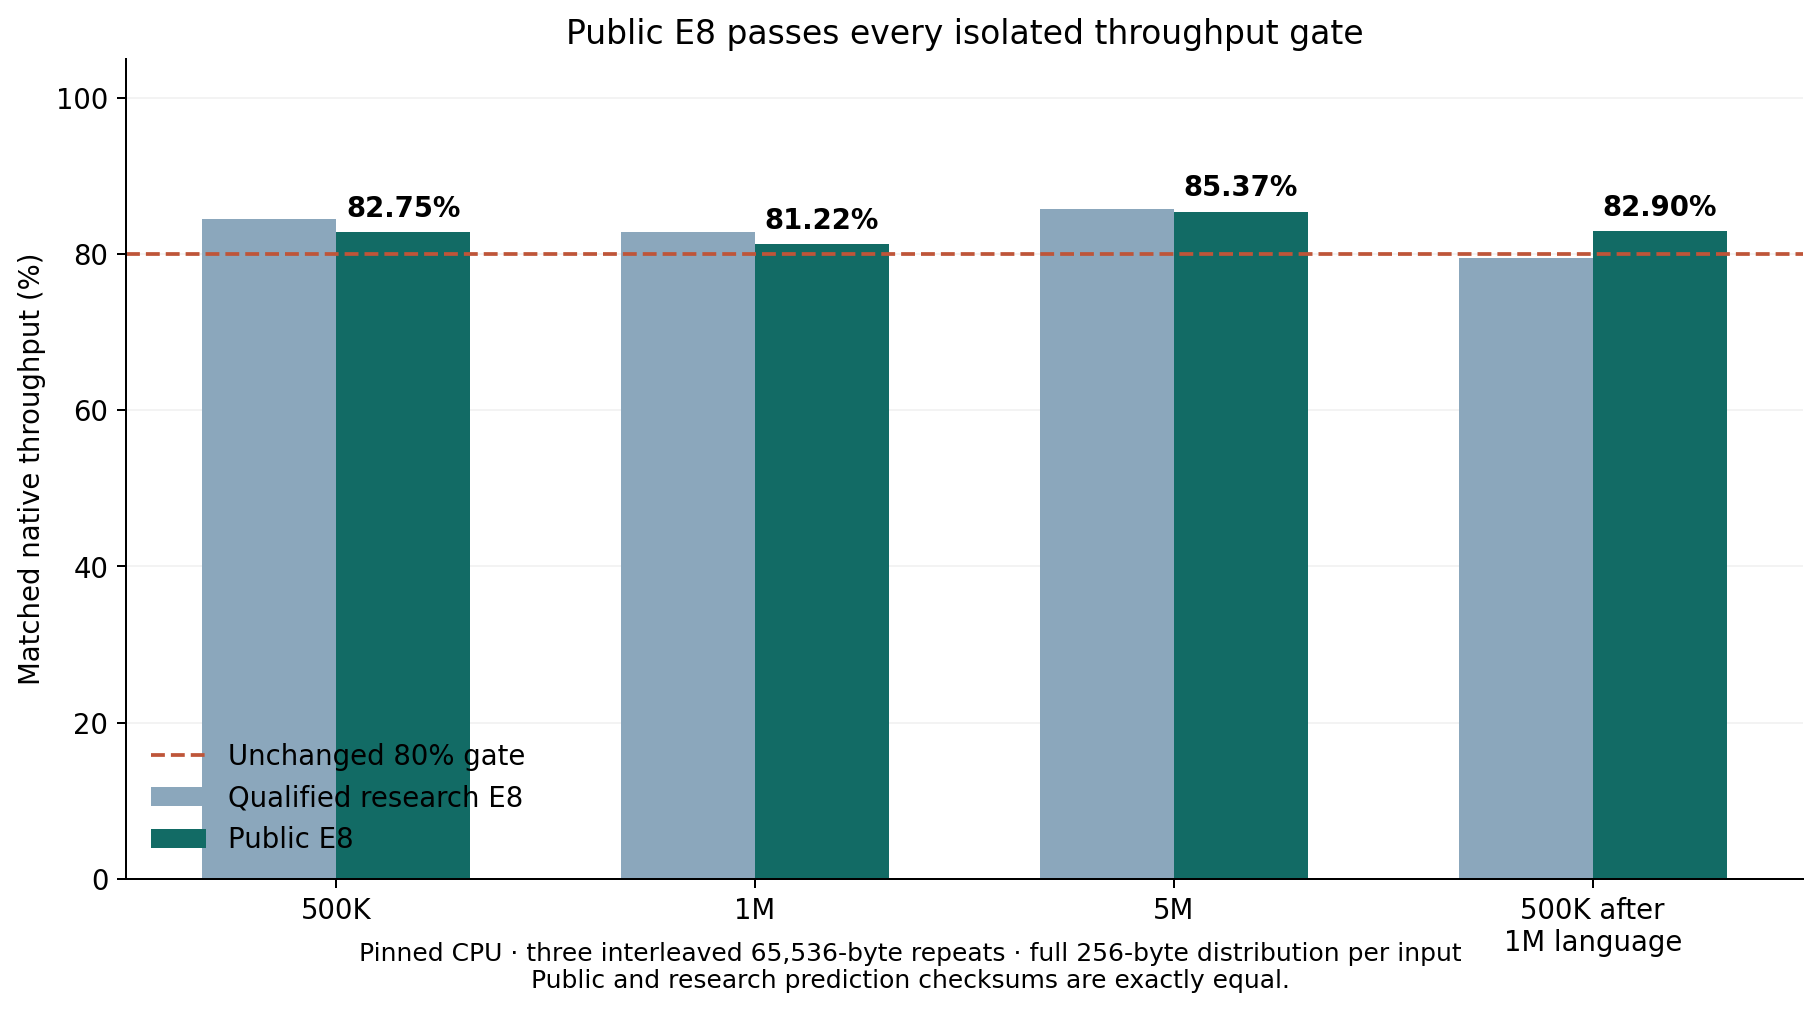 Public E8 passes every isolated throughput gate
Matched native throughput (%)
100
80
60
40
20
0
82.75%
81.22%
85.37%
82.90%
Unchanged 80% gate
Qualified research E8
Public E8
500K
1M
5M
500K after
1M language
Pinned CPU · three interleaved 65,536-byte repeats · full 256-byte distribution per input
Public and research prediction checksums are exactly equal.